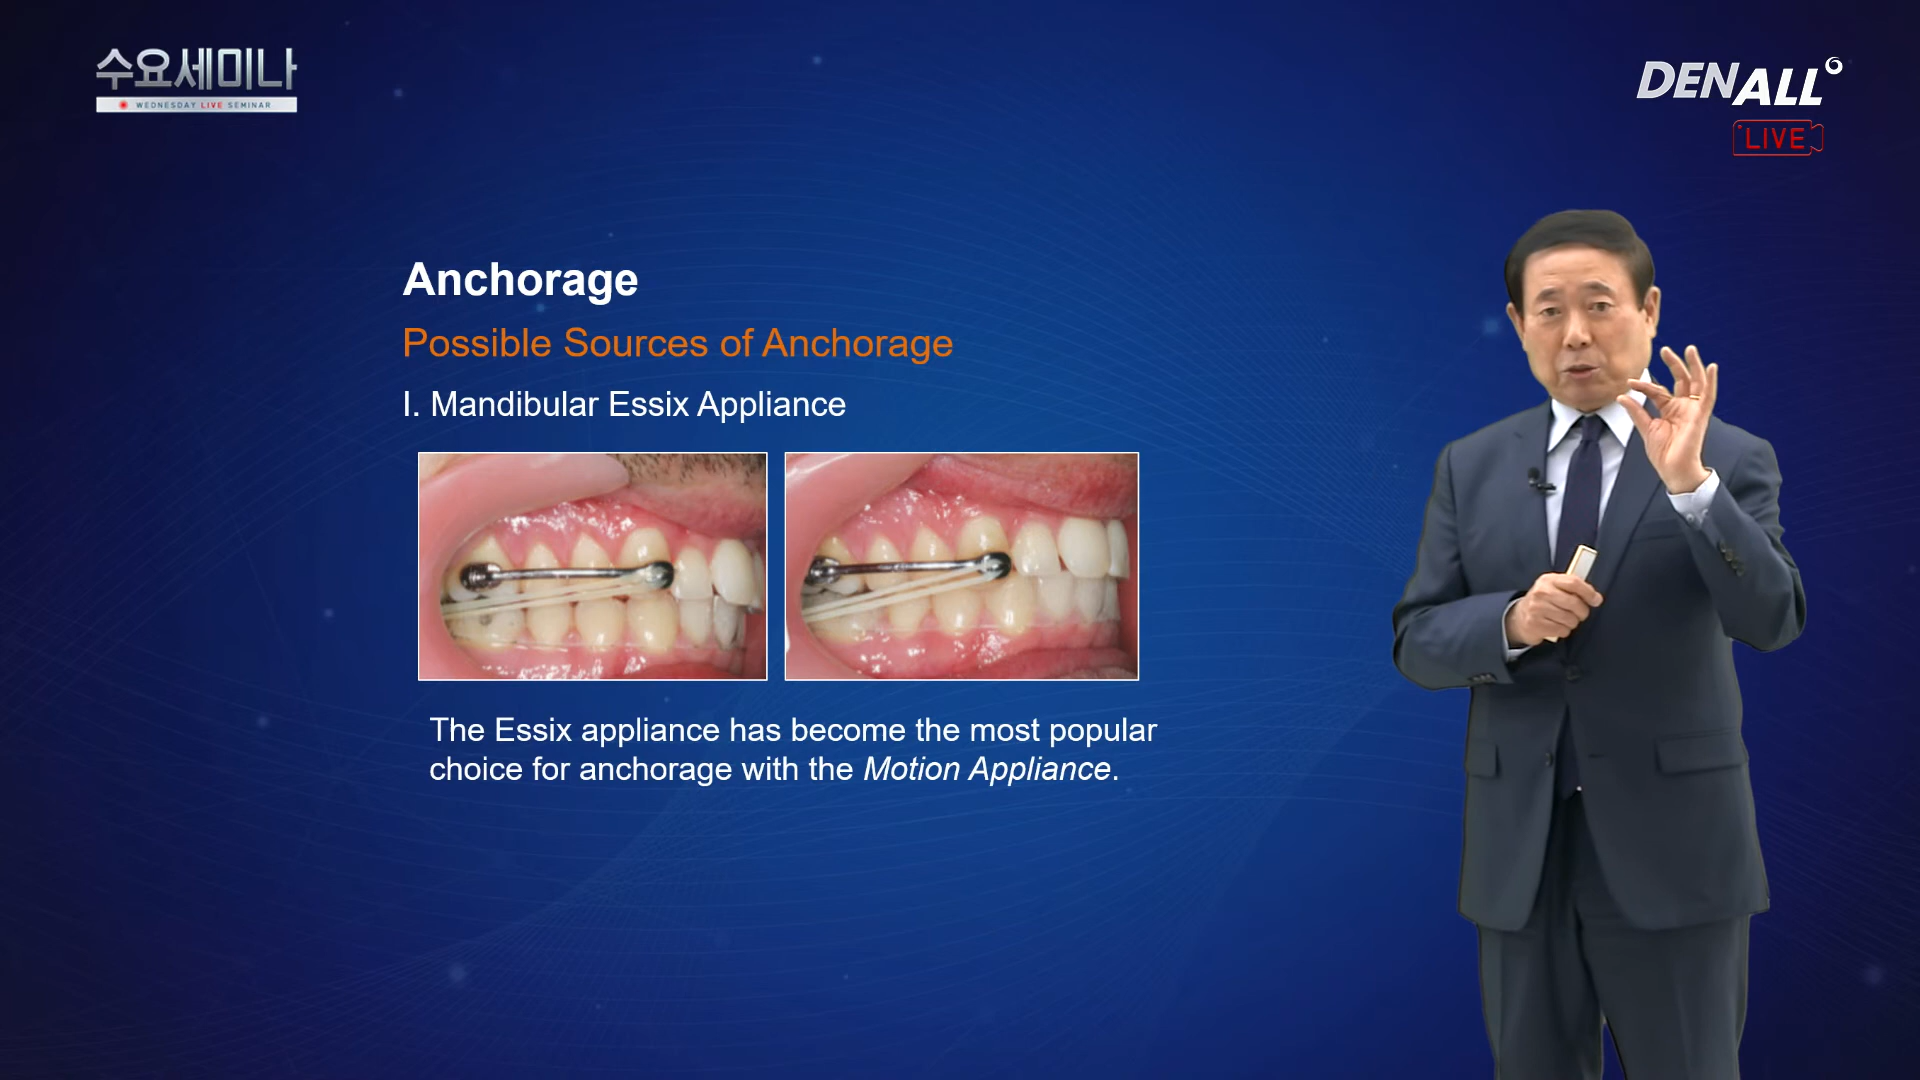 수요세미나
WEDNESDAY LIVE SEMINAR
DENALL
LIVE
Anchorage
Possible Sources of Anchorage
I. Mandibular Essix Appliance
The Essix appliance has become the most popular
choice for anchorage with the Motion Appliance.